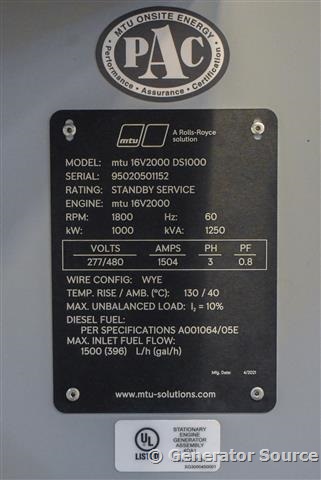 MTU ONSITE ENERGY
PAC
Performance • Assurance • Certification
mtu
A Rolls-Royce
solution
MODEL: mtu 16V2000 DS1000
SERIAL: 95020501152
RATING: STANDBY SERVICE
ENGINE: mtu 16V2000
RPM: 1800 Hz: 60
kW: 1000 kVA: 1250
VOLTS AMPS PH PF
277/480 1504 3 0.8
WIRE CONFIG: WYE
TEMP. RISE / AMB. (°C): 130 / 40
MAX. UNBALANCED LOAD: I₂ = 10%
DIESEL FUEL:
PER SPECIFICATIONS A001064/05E
MAX. INLET FUEL FLOW:
1500 (396) L/h (gal/h)
Mfg. Date: 4/2021
www.mtu-solutions.com
UL
LISTED
STATIONARY
ENGINE
GENERATOR
ASSEMBLY
© Generator Source